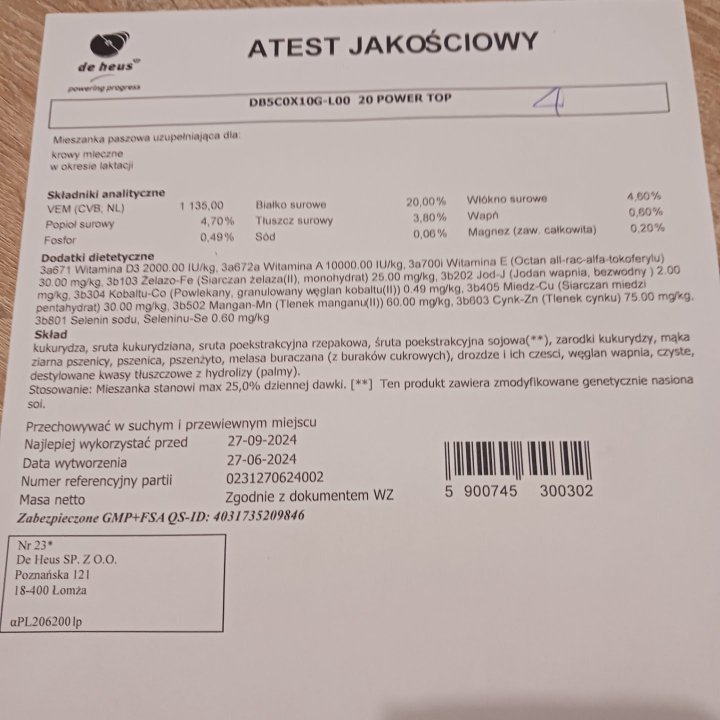 de heus
powering progress
ATEST JAKOŚCIOWY
DB5C0X10G-L00 20 POWER TOP
4
Mieszanka paszowa uzupełniająca dla:
krowy mleczne
w okresie laktacji
Składniki analityczne
VEM (CVB, NL) 1 135,00 Białko surowe 20,00% Włókno surowe 4,60%
Popiół surowy 4,70% Tłuszcz surowy 3,80% Wapń 0,60%
Fosfor 0,49% Sód 0,06% Magnez (zaw. całkowita) 0,20%
Dodatki dietetyczne
3a671 Witamina D3 2000.00 IU/kg, 3a672a Witamina A 10000.00 IU/kg, 3a700i Witamina E (Octan all-rac-alfa-tokoferylu)
30.00 mg/kg, 3b103 Żelazo-Fe (Siarczan żelaza(II), monohydrat) 25.00 mg/kg, 3b202 Jod-J (Jodan wapnia, bezwodny ) 2.00
mg/kg, 3b304 Kobaltu-Co (Powlekany, granulowany węglan kobaltu(II)) 0.49 mg/kg, 3b405 Miedz-Cu (Siarczan miedzi
pentahydrat) 30.00 mg/kg, 3b502 Mangan-Mn (Tlenek manganu(II)) 60.00 mg/kg, 3b603 Cynk-Zn (Tlenek cynku) 75.00 mg/kg,
3b801 Selenin sodu, Seleninu-Se 0.60 mg/kg
Skład
kukurydza, sruta kukurydziana, sruta poekstrakcyjna rzepakowa, śruta poekstrakcyjna sojowa(**), zarodki kukurydzy, mąka
ziarna pszenicy, pszenica, pszenżyto, melasa buraczana (z buraków cukrowych), drozdze i ich czesci, węglan wapnia, czyste,
destylowane kwasy tłuszczowe z hydrolizy (palmy).
Stosowanie: Mieszanka stanowi max 25,0% dziennej dawki. [**] Ten produkt zawiera zmodyfikowane genetycznie nasiona
soi.
Przechowywać w suchym i przewiewnym miejscu
Najlepiej wykorzystać przed 27-09-2024
Data wytworzenia 27-06-2024
Numer referencyjny partii 0231270624002
Masa netto Zgodnie z dokumentem WZ
Zabezpieczone GMP+FSA QS-ID: 4031735209846
5 900745 300302
Nr 23*
De Heus SP. Z O.O.
Poznańska 121
18-400 Łomża
αPL206200lp